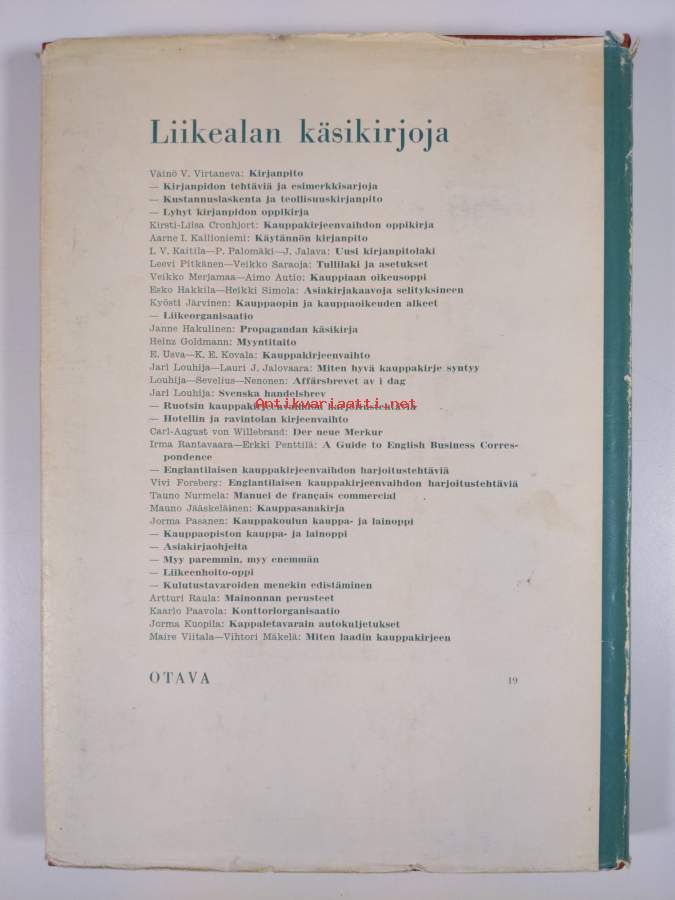 Liikealan käsikirjoja
Väinö V. Virtaneva: Kirjanpito
— Kirjanpidon tehtäviä ja esimerkkisarjoja
— Kustannuslaskenta ja teollisuuskirjanpito
— Lyhyt kirjanpidon oppikirja
Kirsti-Liisa Cronhjort: Kauppakirjeenvaihdon oppikirja
Aarne I. Kallioniemi: Käytännön kirjanpito
I. V. Kaitila—P. Palomäki—J. Jalava: Uusi kirjanpitolaki
Leevi Pitkänen—Veikko Saraoja: Tullilaki ja asetukset
Veikko Merjamaa—Aimo Autio: Kauppiaan oikeusoppi
Esko Hakkila—Heikki Simola: Asiakirjakaavoja selityksineen
Kyösti Järvinen: Kauppaopin ja kauppaoikeuden alkeet
— Liikeorganisaatio
Janne Hakulinen: Propagandan käsikirja
Heinz Goldmann: Myyntitaito
E. Usva—K. E. Kovala: Kauppakirjeenvaihto
Jari Louhija—Lauri J. Jalovaara: Miten hyvä kauppakirje syntyy
Louhija—Sevelius—Nenonen: Affärsbrevet av i dag
Jari Louhija: Svenska handelsbrev
Antikvariaatti.net
— Ruotsin kauppakirjeenvaihdon harjoitustehtäviä
— Hotellin ja ravintolan kirjeenvaihto
Carl-August von Willebrand: Der neue Merkur
Irma Rantavaara—Erkki Penttilä: A Guide to English Business Corres-
pondence
— Englantilaisen kauppakirjeenvaihdon harjoitustehtäviä
Vivi Forsberg: Englantilaisen kauppakirjeenvaihdon harjoitustehtäviä
Tauno Nurmela: Manuel de français commercial
Mauno Jääskeläinen: Kauppasanakirja
Jorma Pasanen: Kauppakoulun kauppa- ja lainoppi
— Kauppaopiston kauppa- ja lainoppi
— Asiakirjaohjeita
— Myy paremmin, myy enemmän
— Liikeenhoito-oppi
— Kulutustavaroiden menekin edistäminen
Artturi Raula: Mainonnan perusteet
Kaarlo Paavola: Konttoriorganisaatio
Jorma Kuopila: Kappaletavarain autokuljetukset
Maire Viitala—Vihtori Mäkelä: Miten laadin kauppakirjeen
OTAVA
19